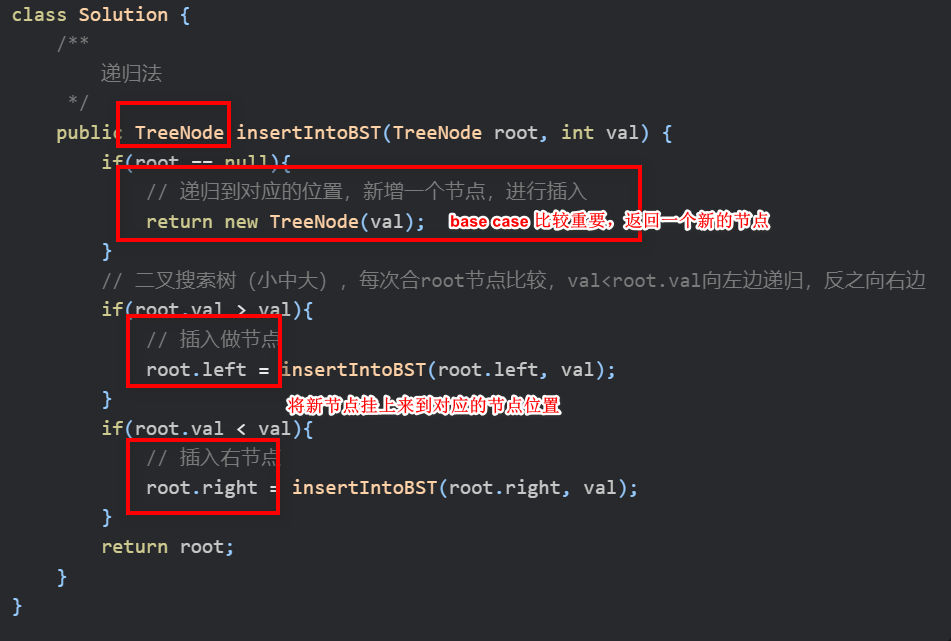 class Solution {
/**
递归法
*/
public TreeNode insertIntoBST(TreeNode root, int val) {
if(root == null){
// 递归到对应的位置，新增一个节点，进行插入
return new TreeNode(val); base case 比较重要，返回一个新的节点
}
// 二叉搜索树（小中大），每次合root节点比较，val<root.val向左边递归，反之向右边
if(root.val > val){
// 插入做节点
root.left = insertIntoBST(root.left, val);
}
将新节点挂上来到对应的节点位置
if(root.val < val){
// 插入右节点
root.right = insertIntoBST(root.right, val);
}
return root;
}
}